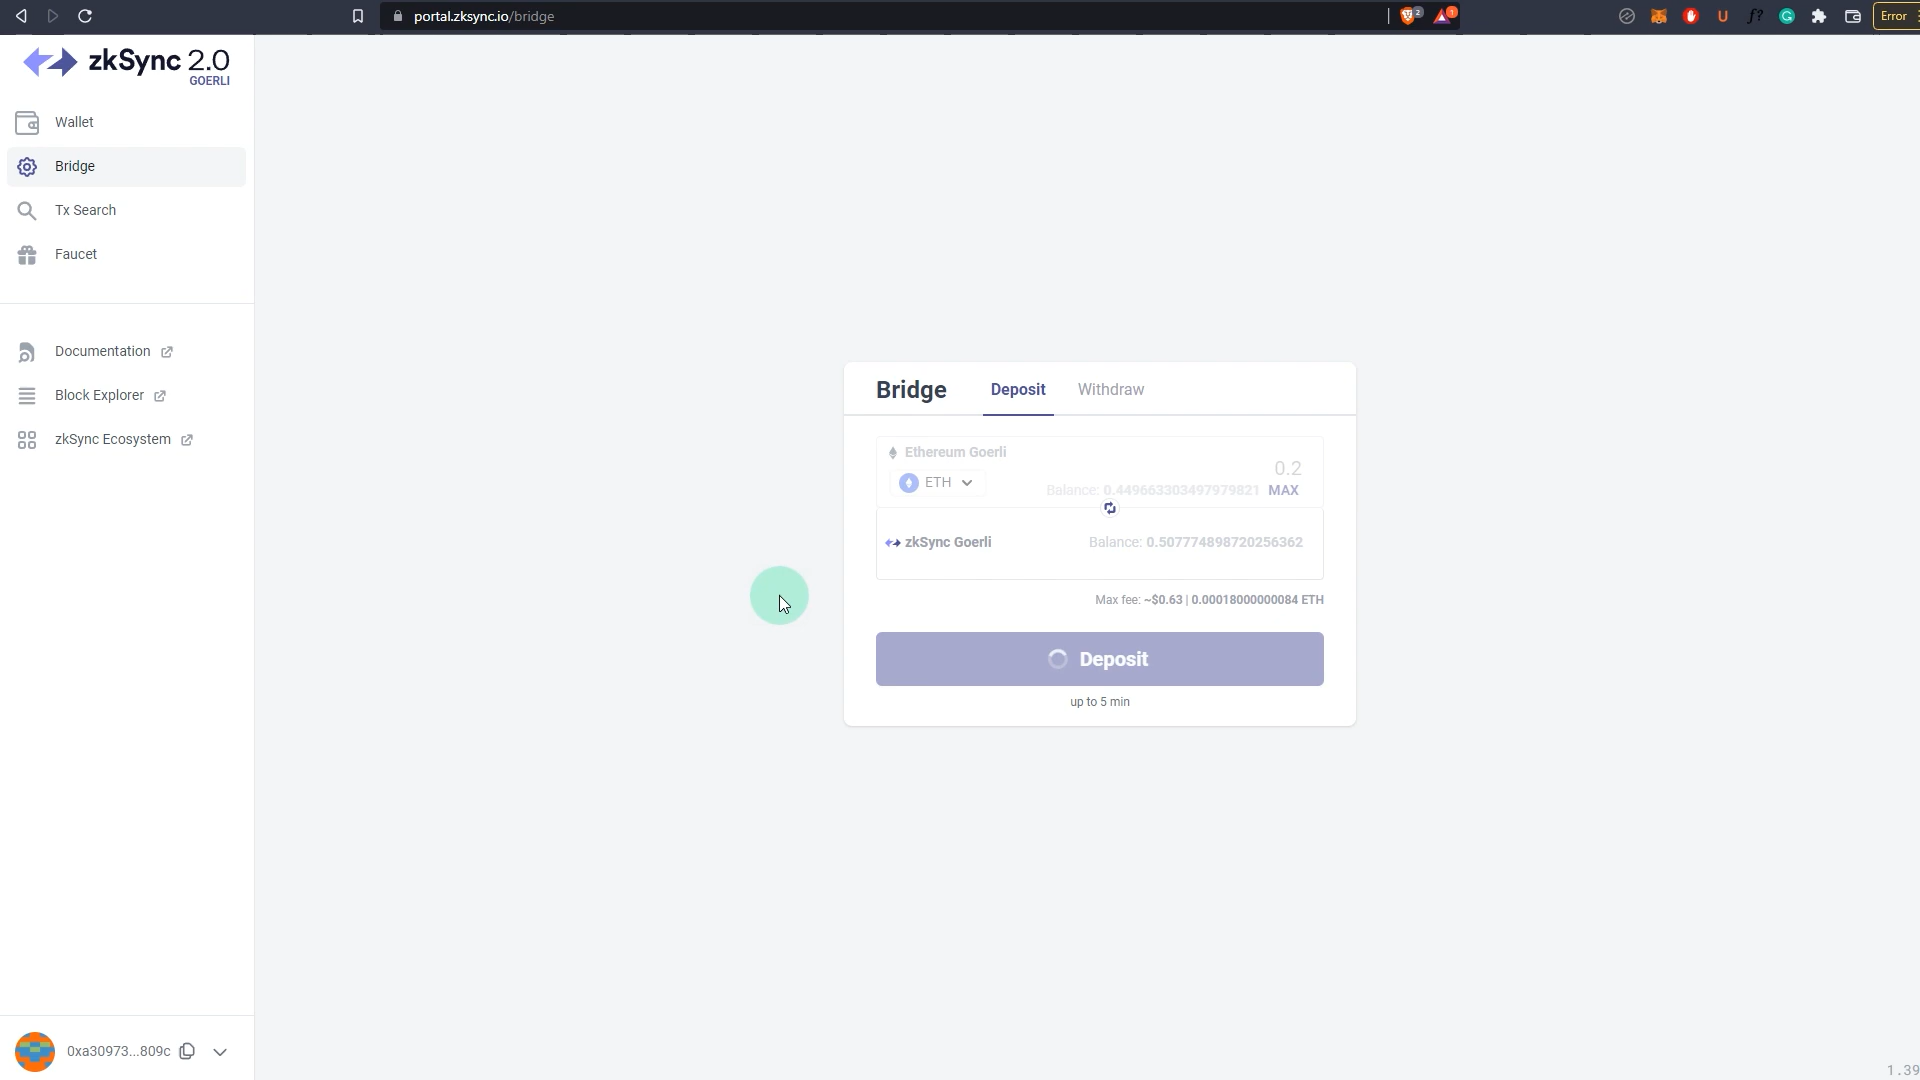 portal.zksync.io/bridge
2
1
Error
zkSync 2.0
GOERLI
Wallet
Bridge
Tx Search
Faucet
Documentation
Block Explorer
zkSync Ecosystem
Bridge Deposit Withdraw
Ethereum Goerli
0.2
ETH
Balance: 0.449663303497979821 MAX
zkSync Goerli Balance: 0.507774898720256362
Max fee: ~$0.63 | 0.00018000000084 ETH
Deposit
up to 5 min
0xa30973...809c
1.39